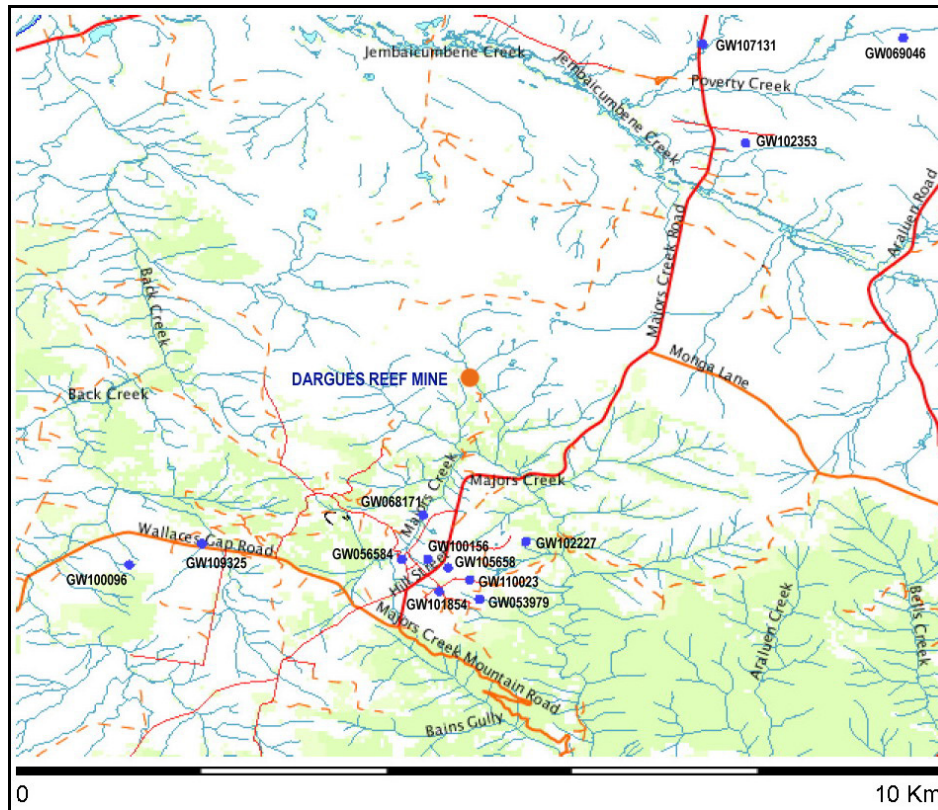 GW107131
GW069046
Jembaicumbene Creek
Jembaicumbene Creek
Poverty Creek
GW102353
Araluen Road
Majors Creek Road
Back Creek
Monga Lane
DARGUES REEF MINE
Back Creek
Majors Creek
Majors Creek
GW068171
Wallaces Gap Road
GW109325
GW100096
GW056584
GW100156
GW102227
GW105658
Hill Street
GW110023
GW101854
GW053979
Majors Creek Mountain Road
Araluen Creek
Bells Creek
Bains Gully
0
10 Km